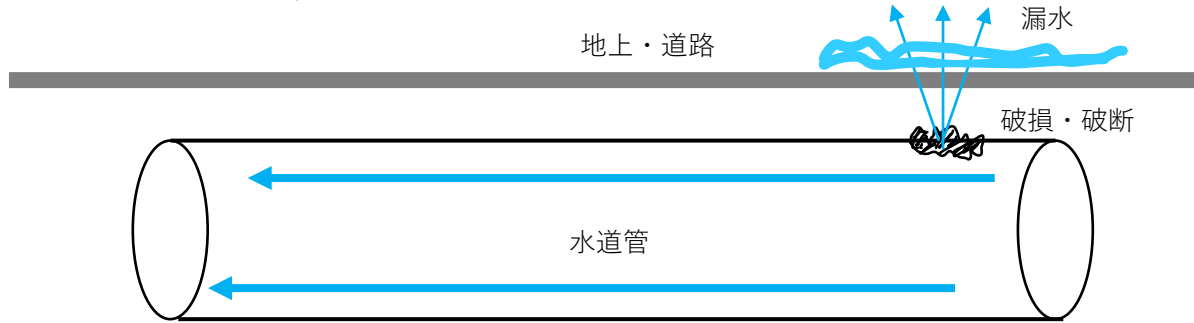 漏水
地上・道路
破損・破断
水道管